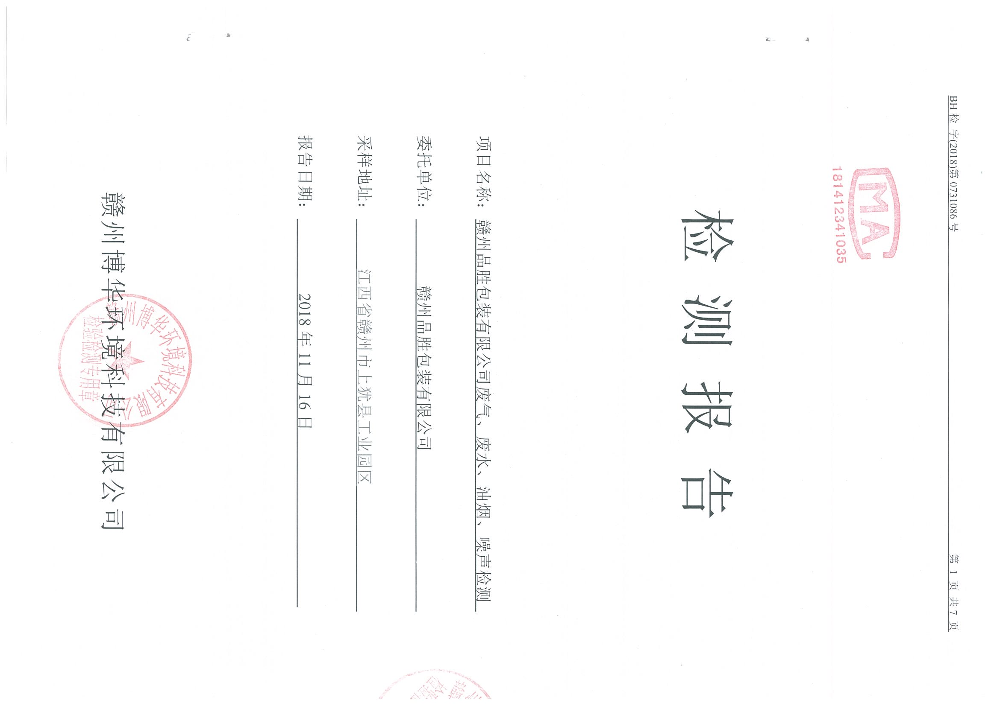 BH 检 字(2018)第 0731086 号 第 1 页 共 7 页
MA
181412341035
检 测 报 告
项目名称: 赣州品胜包装有限公司废气、废水、油烟、噪声检测
委托单位: 赣州品胜包装有限公司
采样地址: 江西省赣州市上犹县工业园区
报告日期: 2018 年 11 月 16 日
赣州博华环境科技有限公司
赣州博华环境科技有限公司
检验检测专用章